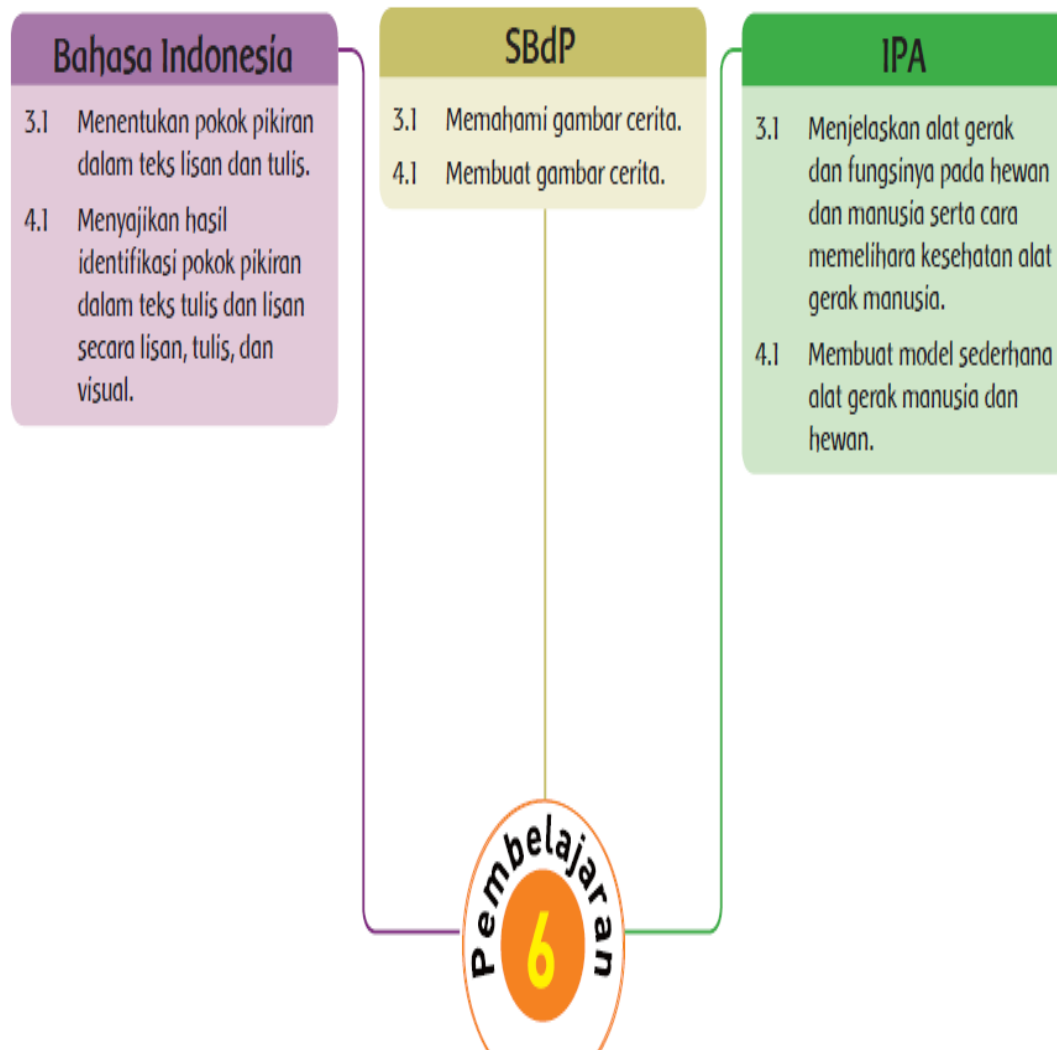 Bahasa Indonesia
3.1 Menentukan pokok pikiran
dalam teks lisan dan tulis.
4.1 Menyajikan hasil
identifikasi pokok pikiran
dalam teks tulis dan lisan
secara lisan, tulis, dan
visual.
SBdP
3.1 Memahami gambar cerita.
4.1 Membuat gambar cerita.
IPA
3.1 Menjelaskan alat gerak
dan fungsinya pada hewan
dan manusia serta cara
memelihara kesehatan alat
gerak manusia.
4.1 Membuat model sederhana
alat gerak manusia dan
hewan.
Pembelajaran
6